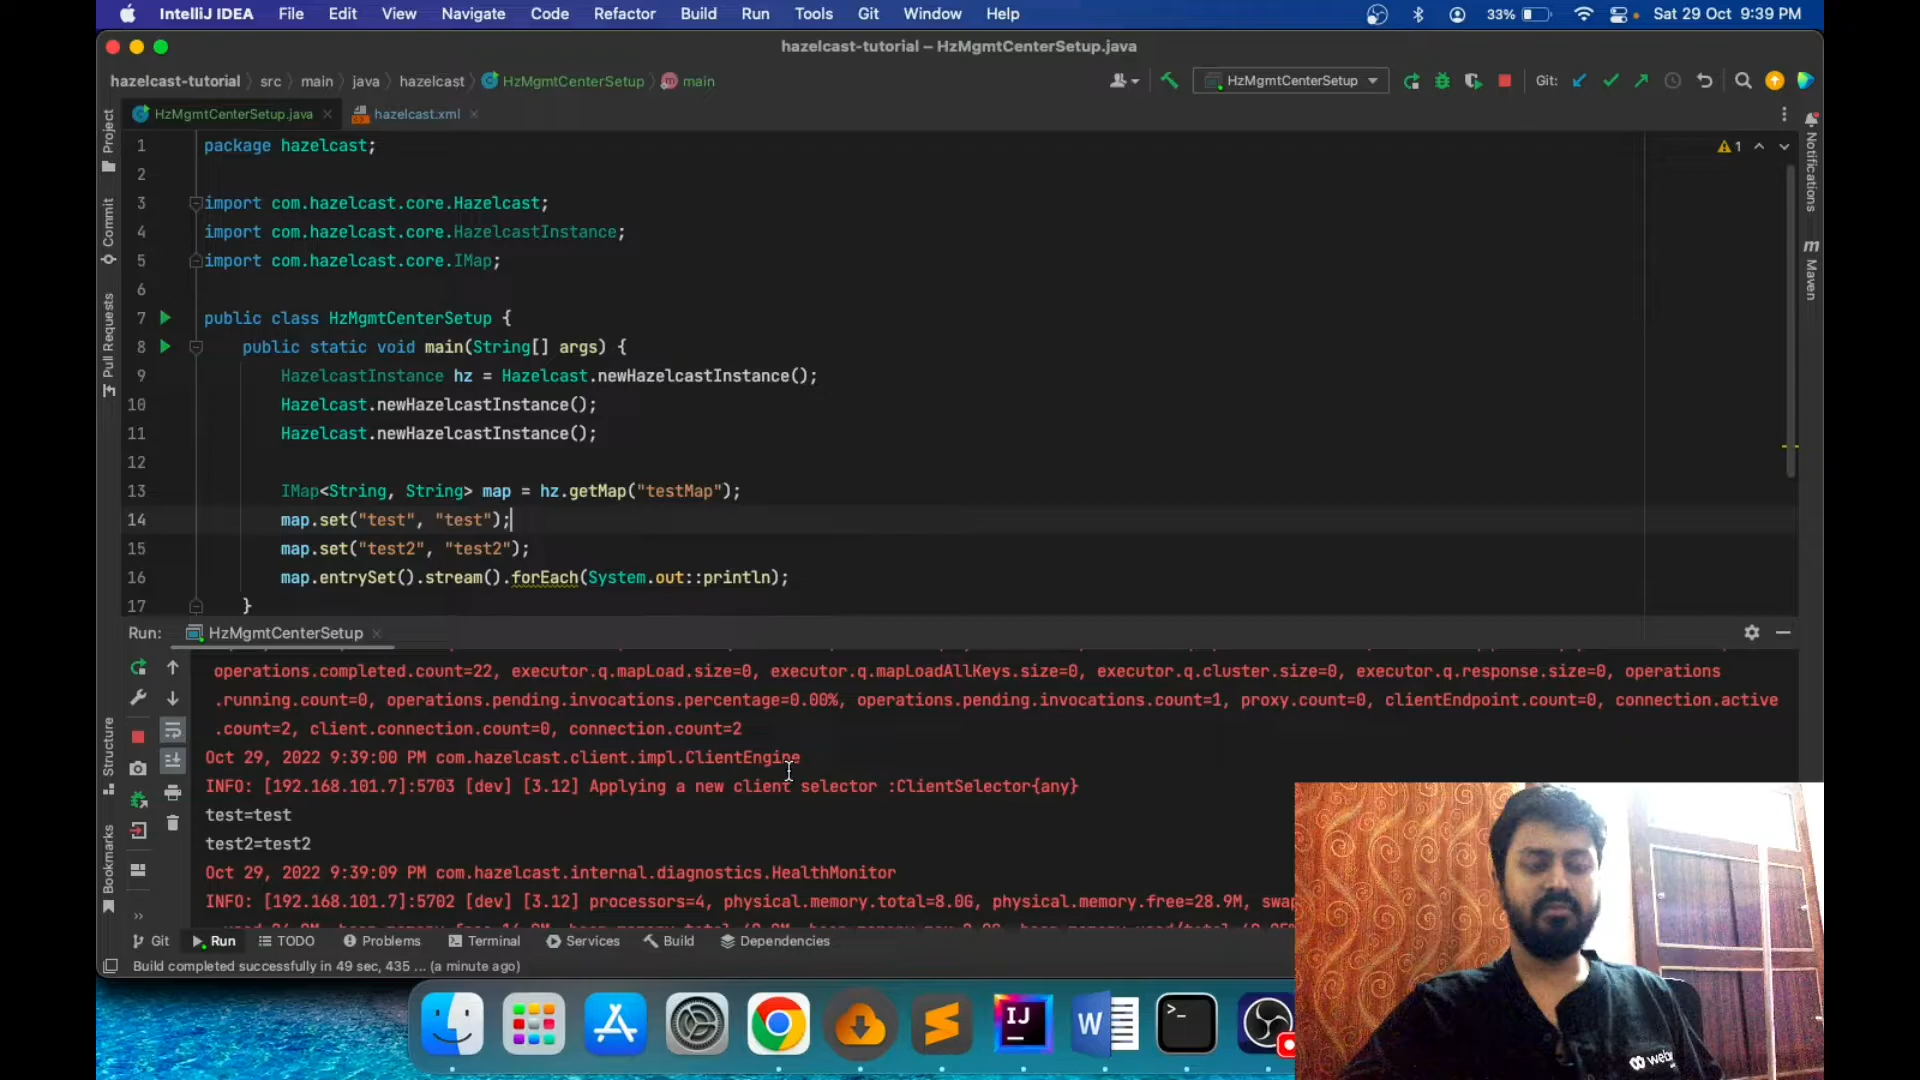 IntelliJ IDEA File Edit View Navigate Code Refactor Build Run Tools Git Window Help 33% Sat 29 Oct 9:39 PM
hazelcast-tutorial – HzMgmtCenterSetup.java
hazelcast-tutorial src main java hazelcast HzMgmtCenterSetup main HzMgmtCenterSetup Git:
HzMgmtCenterSetup.java hazelcast.xml
Project
Commit
Pull Requests
Structure
Bookmarks
Notifications
Maven
1 package hazelcast; 1
2
3 import com.hazelcast.core.Hazelcast;
4 import com.hazelcast.core.HazelcastInstance;
5 import com.hazelcast.core.IMap;
6
7 public class HzMgmtCenterSetup {
8 public static void main(String[] args) {
9 HazelcastInstance hz = Hazelcast.newHazelcastInstance();
10 Hazelcast.newHazelcastInstance();
11 Hazelcast.newHazelcastInstance();
12
13 IMap<String, String> map = hz.getMap("testMap");
14 map.set("test", "test");
15 map.set("test2", "test2");
16 map.entrySet().stream().forEach(System.out::println);
17 }
Run: HzMgmtCenterSetup
operations.completed.count=22, executor.q.mapLoad.size=0, executor.q.mapLoadAllKeys.size=0, executor.q.cluster.size=0, executor.q.response.size=0, operations
.running.count=0, operations.pending.invocations.percentage=0.00%, operations.pending.invocations.count=1, proxy.count=0, clientEndpoint.count=0, connection.active
.count=2, client.connection.count=0, connection.count=2
Oct 29, 2022 9:39:00 PM com.hazelcast.client.impl.ClientEngine
INFO: [192.168.101.7]:5703 [dev] [3.12] Applying a new client selector :ClientSelector{any}
test=test
test2=test2
Oct 29, 2022 9:39:09 PM com.hazelcast.internal.diagnostics.HealthMonitor
INFO: [192.168.101.7]:5702 [dev] [3.12] processors=4, physical.memory.total=8.0G, physical.memory.free=28.9M,
Git Run TODO Problems Terminal Services Build Dependencies
Build completed successfully in 49 sec, 435 ... (a minute ago)
IJ
W
>_